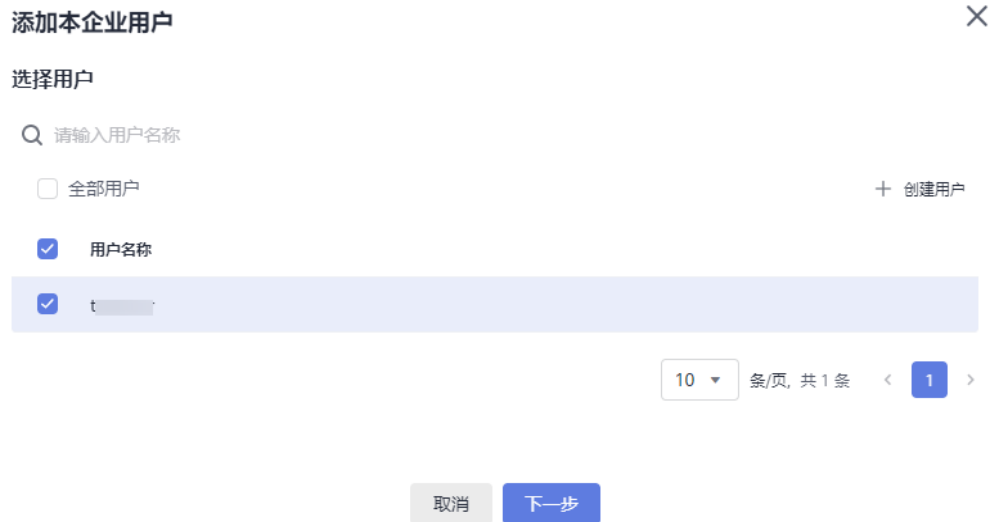 添加本企业用户
选择用户
请输入用户名称
全部用户
创建用户
用户名称
10 条/页, 共 1 条 1
取消 下一步